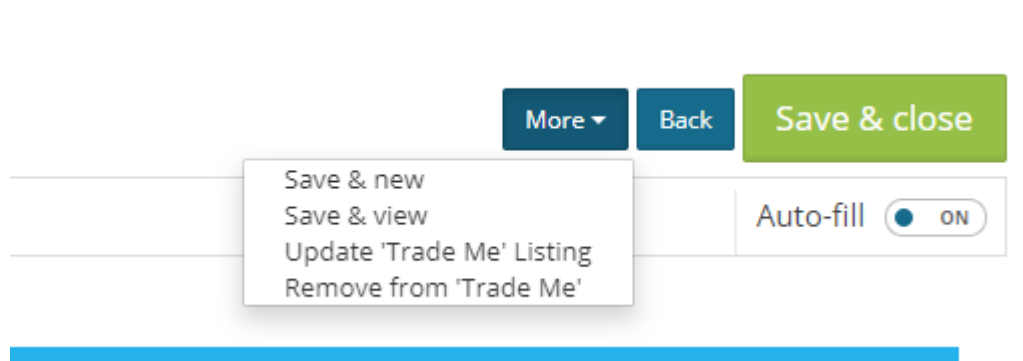 More
Back
Save & close
Save & new
Save & view
Update 'Trade Me' Listing
Remove from 'Trade Me'
Auto-fill
ON